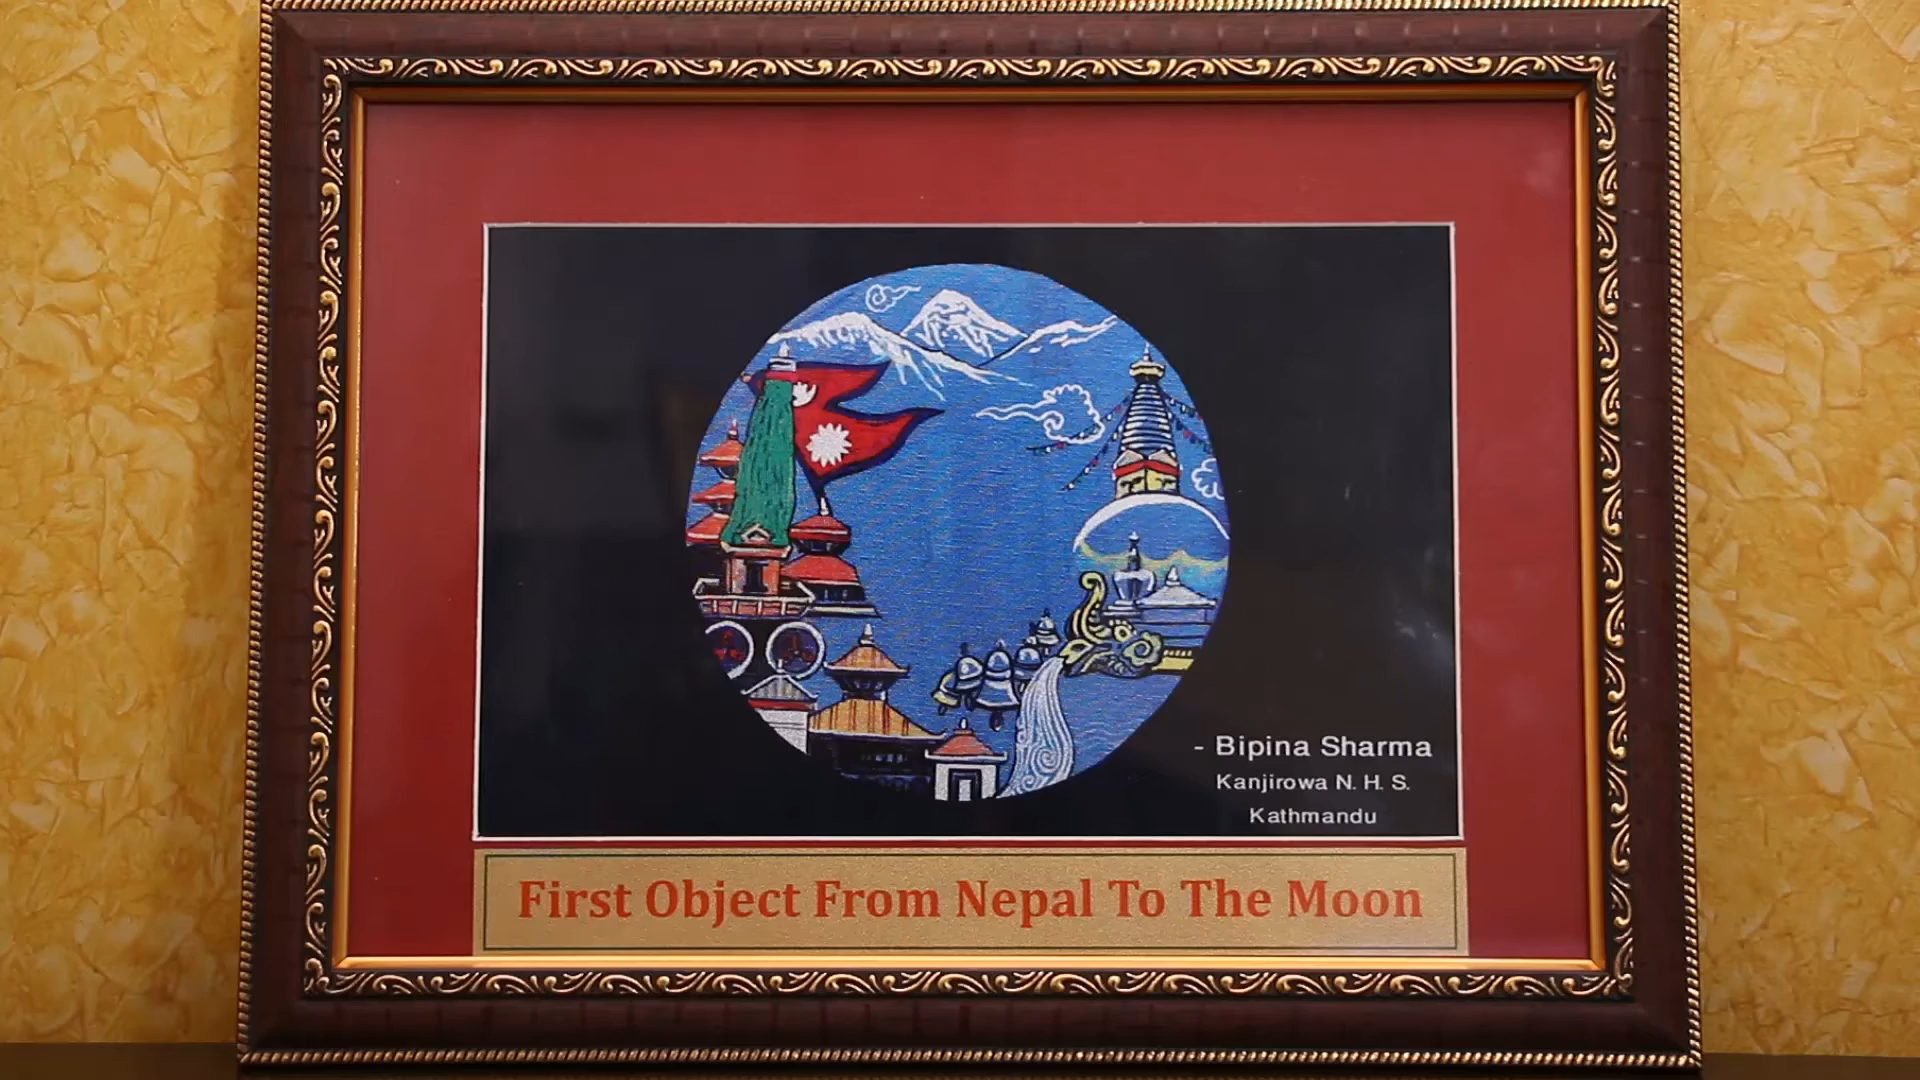 - Bipina Sharma
Kanjirowa N. H. S.
Kathmandu
First Object From Nepal To The Moon